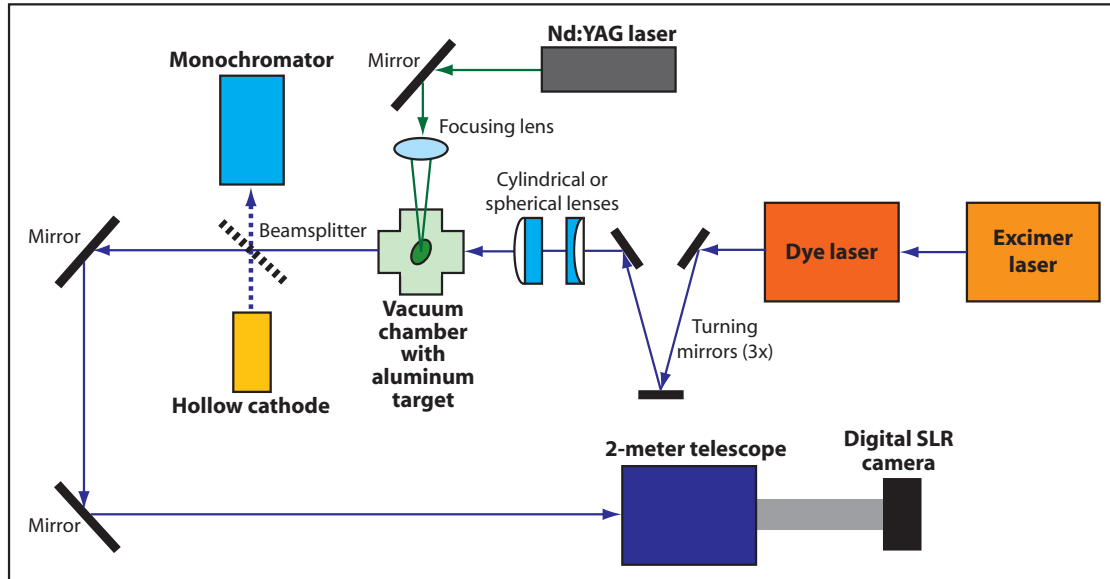 Nd:YAG laser
Mirror
Monochromator
Focusing lens
Cylindrical or
spherical lenses
Mirror
Beamsplitter
Dye laser
Excimer
laser
Vacuum
chamber
with
aluminum
target
Turning
mirrors (3x)
Hollow cathode
2-meter telescope
Digital SLR
camera
Mirror